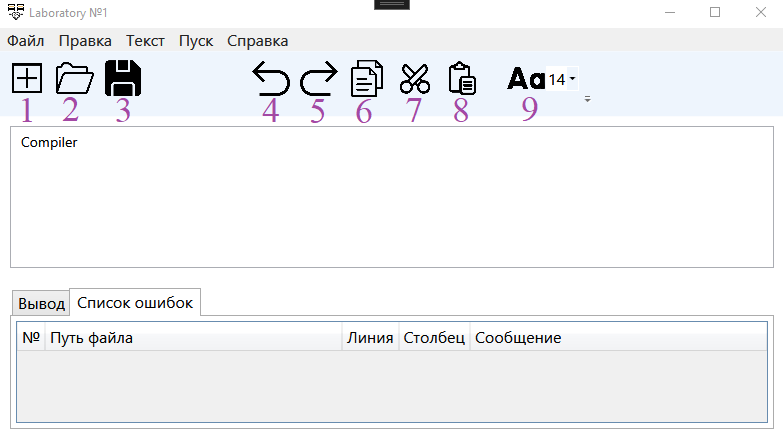 Laboratory №1
Файл Правка Текст Пуск Справка
Aa 14
1 2 3 4 5 6 7 8 9
Compiler
Вывод Список ошибок
№ Путь файла Линия Столбец Сообщение